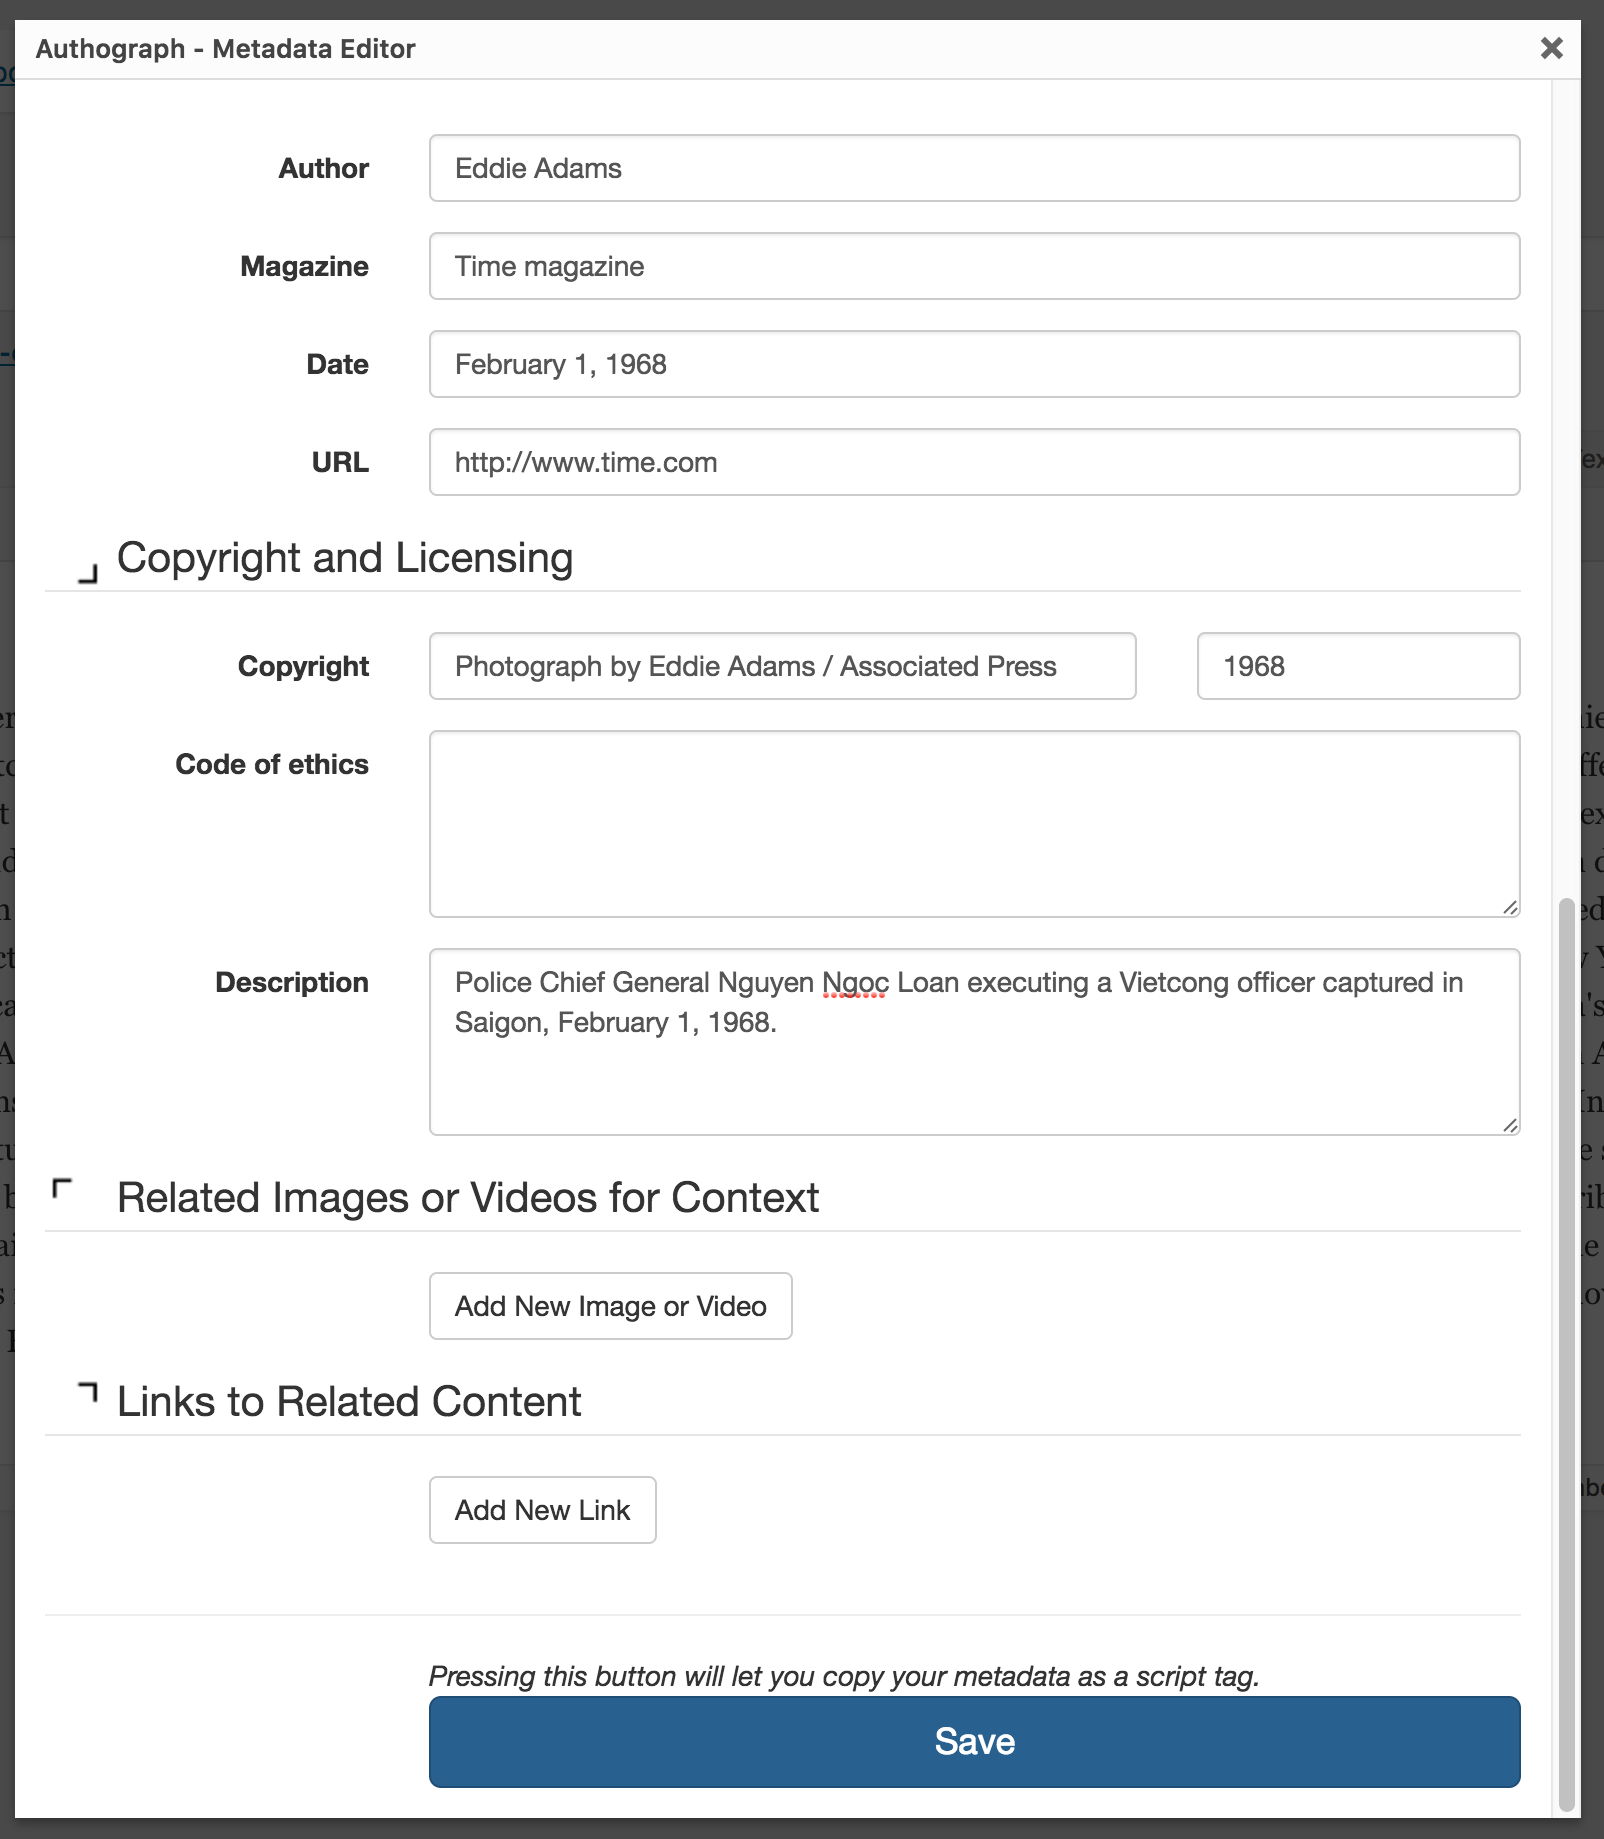 Authograph - Metadata Editor
Author
Eddie Adams
Magazine
Time magazine
Date
February 1, 1968
URL
http://www.time.com
Copyright and Licensing
Copyright
Photograph by Eddie Adams / Associated Press
1968
Code of ethics
Description
Police Chief General Nguyen Ngoc Loan executing a Vietcong officer captured in
Saigon, February 1, 1968.
Related Images or Videos for Context
Add New Image or Video
Links to Related Content
Add New Link
Pressing this button will let you copy your metadata as a script tag.
Save